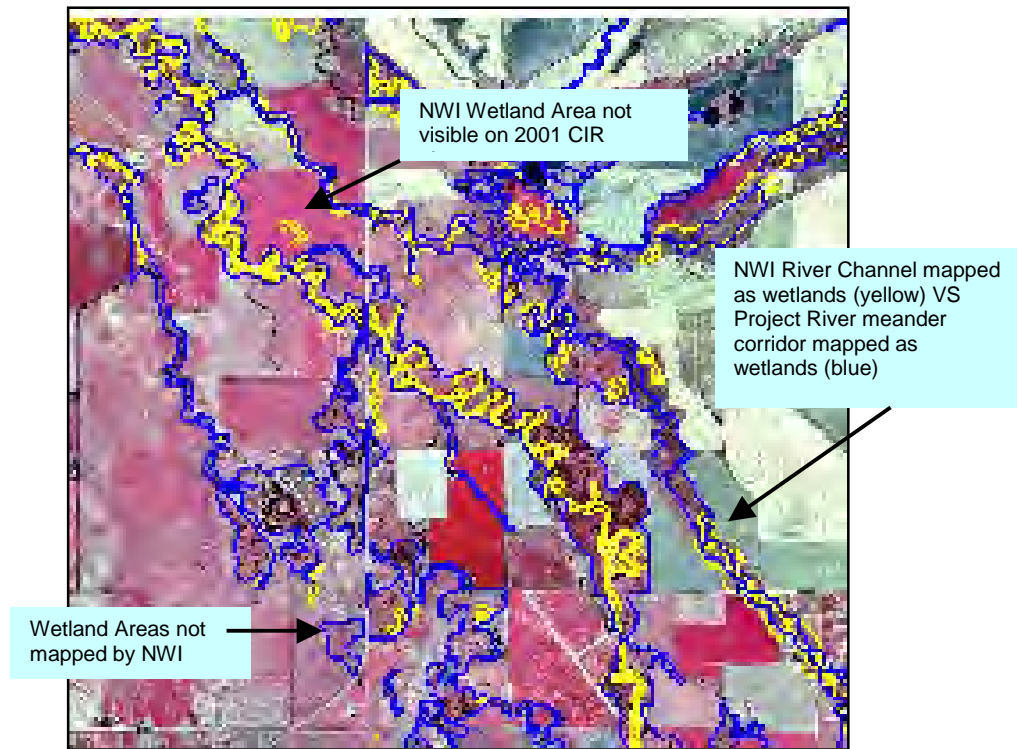 NWI Wetland Area not
visible on 2001 CIR
NWI River Channel mapped
as wetlands (yellow) VS
Project River meander
corridor mapped as
wetlands (blue)
Wetland Areas not
mapped by NWI